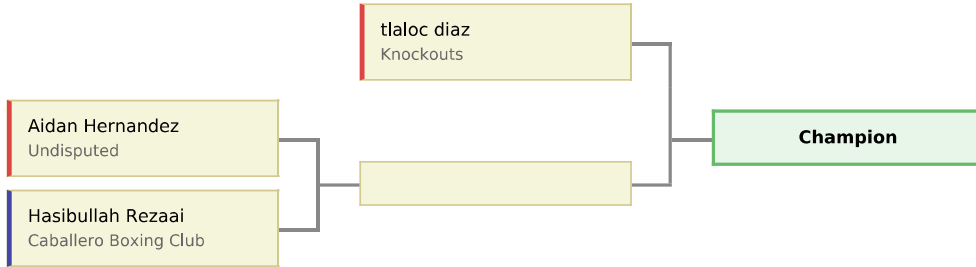 tlaloc diaz
Knockouts
Aidan Hernandez
Undisputed
Champion
Hasibullah Rezaai
Caballero Boxing Club